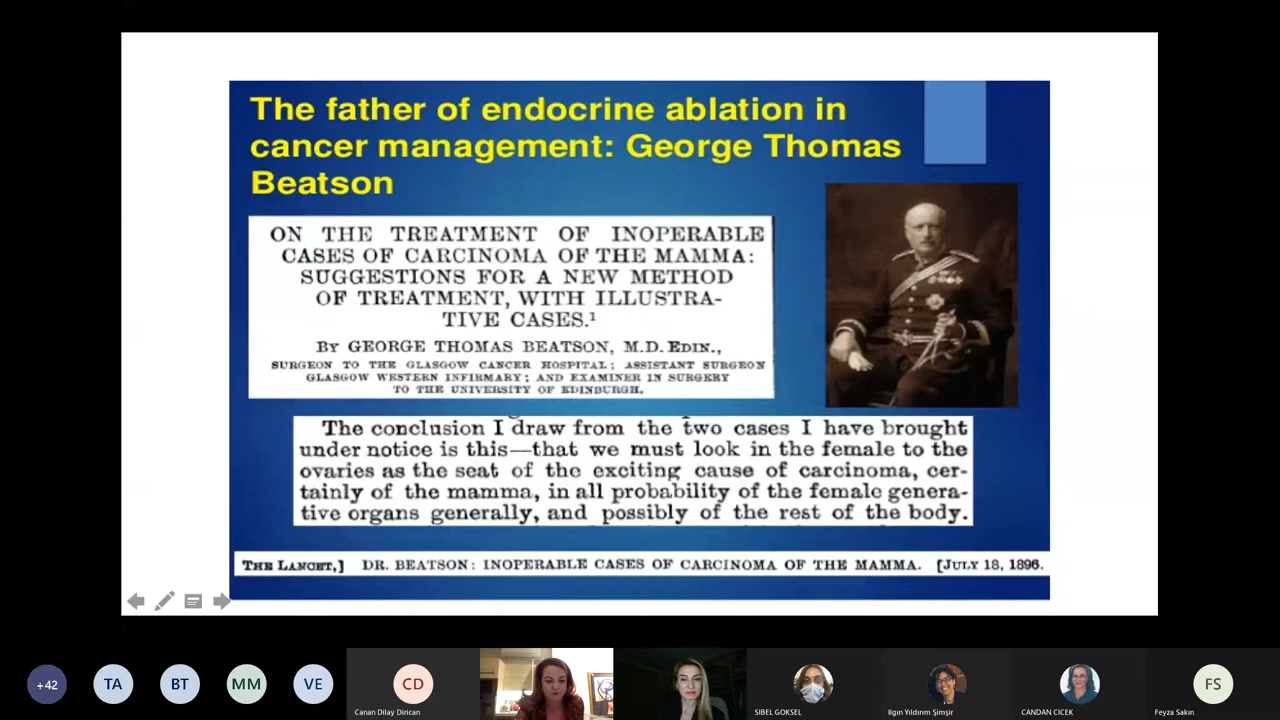 The father of endocrine ablation in
cancer management: George Thomas
Beatson
ON THE TREATMENT OF INOPERABLE
CASES OF CARCINOMA OF THE MAMMA:
SUGGESTIONS FOR A NEW METHOD
OF TREATMENT, WITH ILLUSTRA-
TIVE CASES.¹
BY GEORGE THOMAS BEATSON, M.D. EDIN.,
SURGEON TO THE GLASGOW CANCER HOSPITAL; ASSISTANT SURGEON
GLASGOW WESTERN INFIRMARY; AND EXAMINER IN SURGERY
TO THE UNIVERSITY OF EDINBURGH.
The conclusion I draw from the two cases I have brought
under notice is this—that we must look in the female to the
ovaries as the seat of the exciting cause of carcinoma, cer-
tainly of the mamma, in all probability of the female genera-
tive organs generally, and possibly of the rest of the body.
THE LANCET,] DR. BEATSON: INOPERABLE CASES OF CARCINOMA OF THE MAMMA. [JULY 18, 1896.
+42 TA BT MM VE CD FS
Canan Dilay Dirican SIBEL GOKSEL Ilgın Yıldırım Şimşir CANDAN CICEK Feyza Sakın